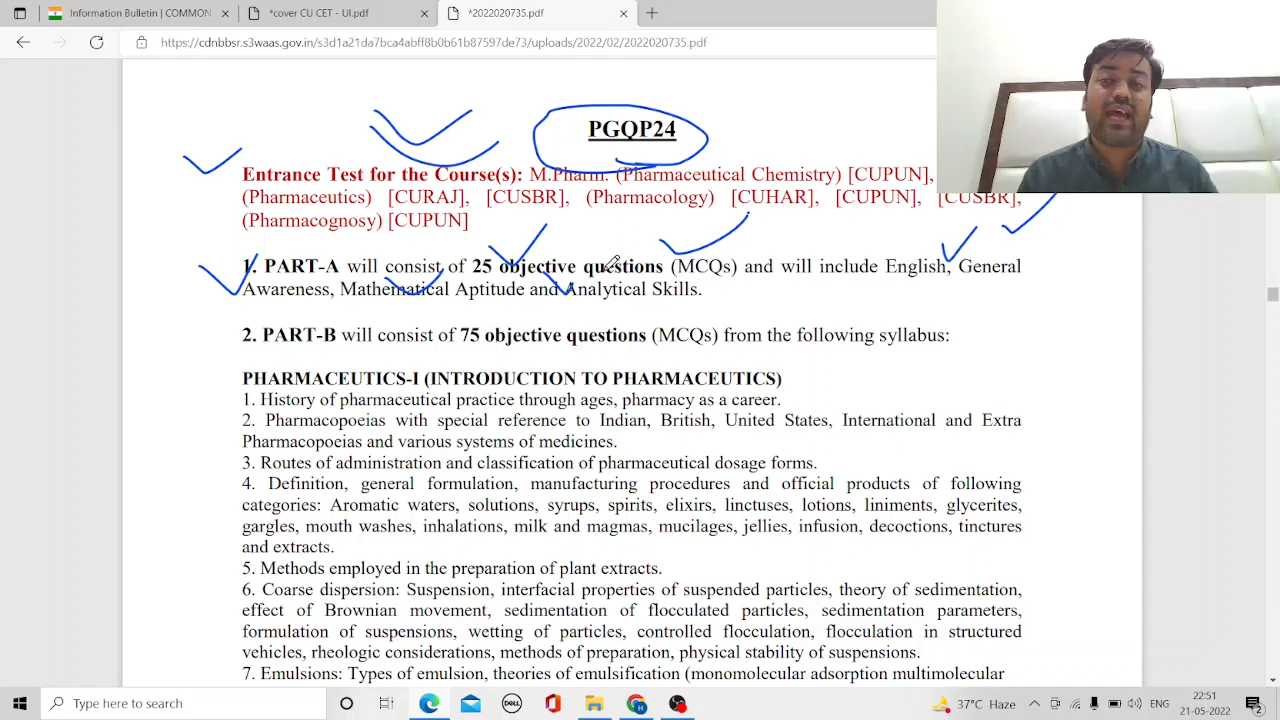 Information Bulletin | COMMON
*cover CU CET - UI.pdf
*2022020735.pdf
https://cdnbbsr.s3waas.gov.in/s3d1a21da7bca4abff8b0b61b87597de73/uploads/2022/02/2022020735.pdf
PGQP24
Entrance Test for the Course(s): M.Pharm. (Pharmaceutical Chemistry) [CUPUN],
(Pharmaceutics) [CURAJ], [CUSBR], (Pharmacology) [CUHAR], [CUPUN], [CUSBR],
(Pharmacognosy) [CUPUN]
1. PART-A will consist of 25 objective questions (MCQs) and will include English, General
Awareness, Mathematical Aptitude and Analytical Skills.
2. PART-B will consist of 75 objective questions (MCQs) from the following syllabus:
PHARMACEUTICS-I (INTRODUCTION TO PHARMACEUTICS)
1. History of pharmaceutical practice through ages, pharmacy as a career.
2. Pharmacopoeias with special reference to Indian, British, United States, International and Extra
Pharmacopoeias and various systems of medicines.
3. Routes of administration and classification of pharmaceutical dosage forms.
4. Definition, general formulation, manufacturing procedures and official products of following
categories: Aromatic waters, solutions, syrups, spirits, elixirs, linctuses, lotions, liniments, glycerites,
gargles, mouth washes, inhalations, milk and magmas, mucilages, jellies, infusion, decoctions, tinctures
and extracts.
5. Methods employed in the preparation of plant extracts.
6. Coarse dispersion: Suspension, interfacial properties of suspended particles, theory of sedimentation,
effect of Brownian movement, sedimentation of flocculated particles, sedimentation parameters,
formulation of suspensions, wetting of particles, controlled flocculation, flocculation in structured
vehicles, rheologic considerations, methods of preparation, physical stability of suspensions.
7. Emulsions: Types of emulsion, theories of emulsification (monomolecular adsorption multimolecular
Type here to search
DELL
H
37°C Haze
22:51
21-05-2022
2